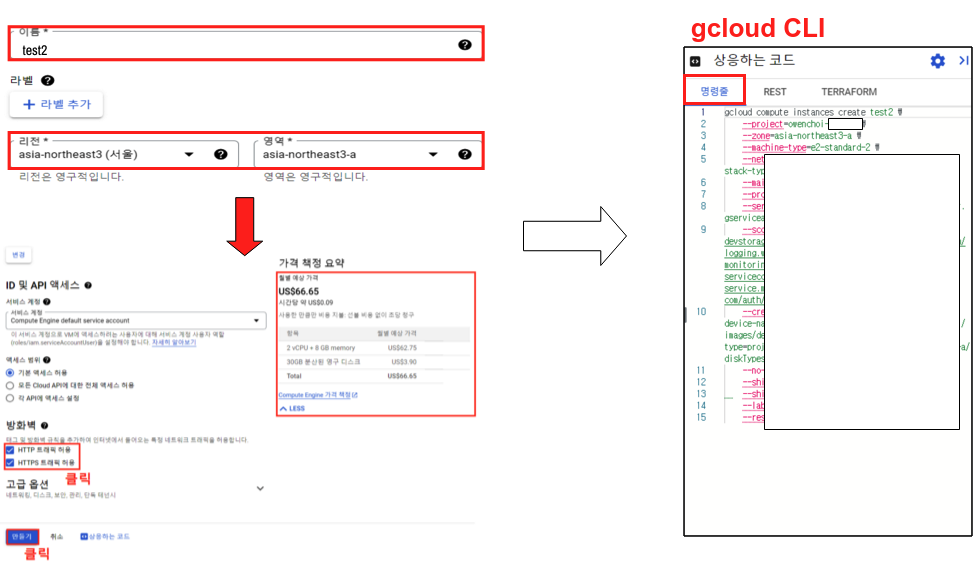 이름 *
test2
라벨
+ 라벨 추가
리전 *
asia-northeast3 (서울)
리전은 영구적입니다.
영역 *
asia-northeast3-a
영역은 영구적입니다.
변경
ID 및 API 액세스
서비스 계정
서비스 계정
Compute Engine default service account
이 서비스 계정으로 VM에 액세스하려는 사용자에 대해 서비스 계정 사용자 역할
(roles/iam.serviceAccountUser)을 설정해야 합니다. 자세히 알아보기
액세스 범위
기본 액세스 허용
모든 Cloud API에 대한 전체 액세스 허용
각 API에 액세스 설정
방화벽
태그 및 방화벽 규칙을 추가하여 인터넷에서 들어오는 특정 네트워크 트래픽을 허용합니다.
HTTP 트래픽 허용
HTTPS 트래픽 허용
클릭
고급 옵션
네트워킹, 디스크, 보안, 관리, 단독 테넌시
만들기
취소
상응하는 코드
클릭
가격 책정 요약
월별 예상 가격
US$66.65
시간당 약 US$0.09
사용한 만큼만 비용 지불: 선불 비용 없이 초당 청구
항목 월별 예상 가격
2 vCPU + 8 GB memory US$62.75
30GB 분산된 영구 디스크 US$3.90
Total US$66.65
Compute Engine 가격 책정
LESS
gcloud CLI
상응하는 코드
명령줄 REST TERRAFORM
1 gcloud compute instances create test2 \
2 --project=owenchoi-
3 --zone=asia-northeast3-a \
4 --machine-type=e2-standard-2 \
5 --net
stack-typ
6 --mai
7 --pro
8 --ser
gservicea
9 --sco
devstorag
logging.w
monitorin
serviceco
service.m
com/auth/
10 --cre
device-na
images/de
type=proj
diskTypes
11 --no-
12 --shi
13 --shi
14 --lab
15 --res